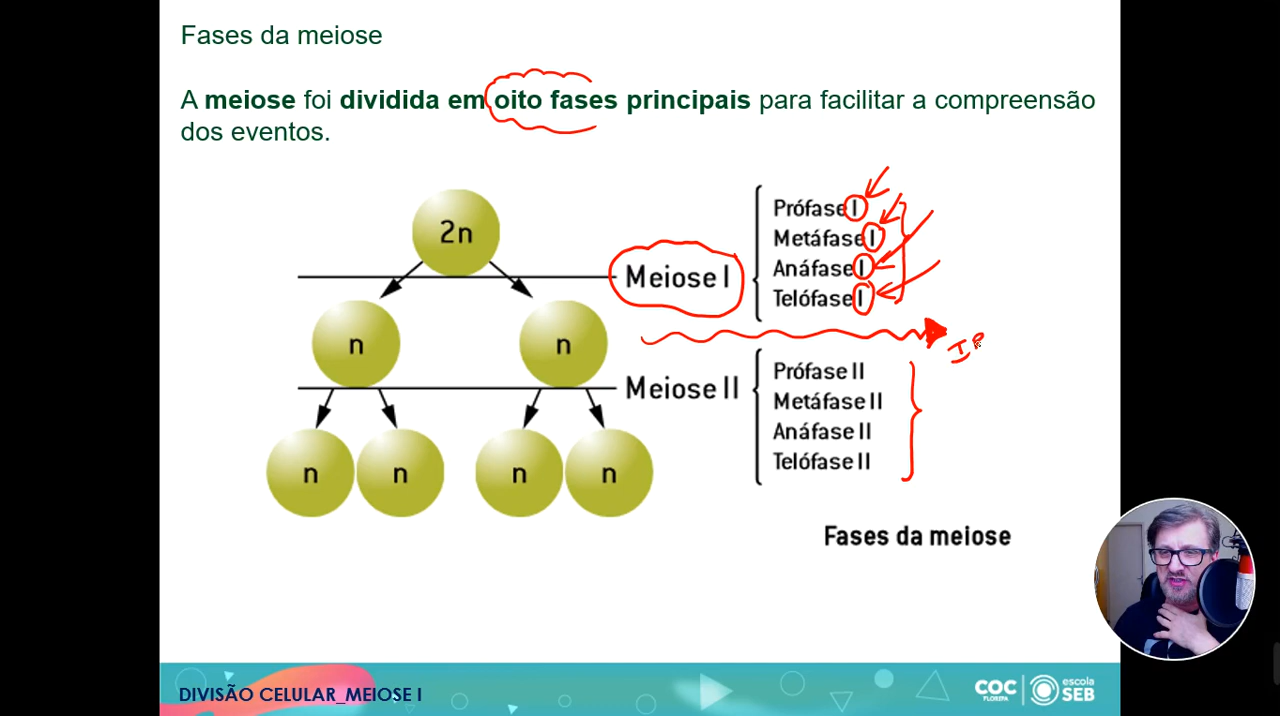 Fases da meiose
A meiose foi dividida em oito fases principais para facilitar a compreensão
dos eventos.
2n
Meiose I
Prófase I
Metáfase I
Anáfase I
Telófase I
n
n
Meiose II
Prófase II
Metáfase II
Anáfase II
Telófase II
n
n
n
n
Fases da meiose
DIVISÃO CELULAR_MEIOSE I
COC
FLORIPA
escola
SEB